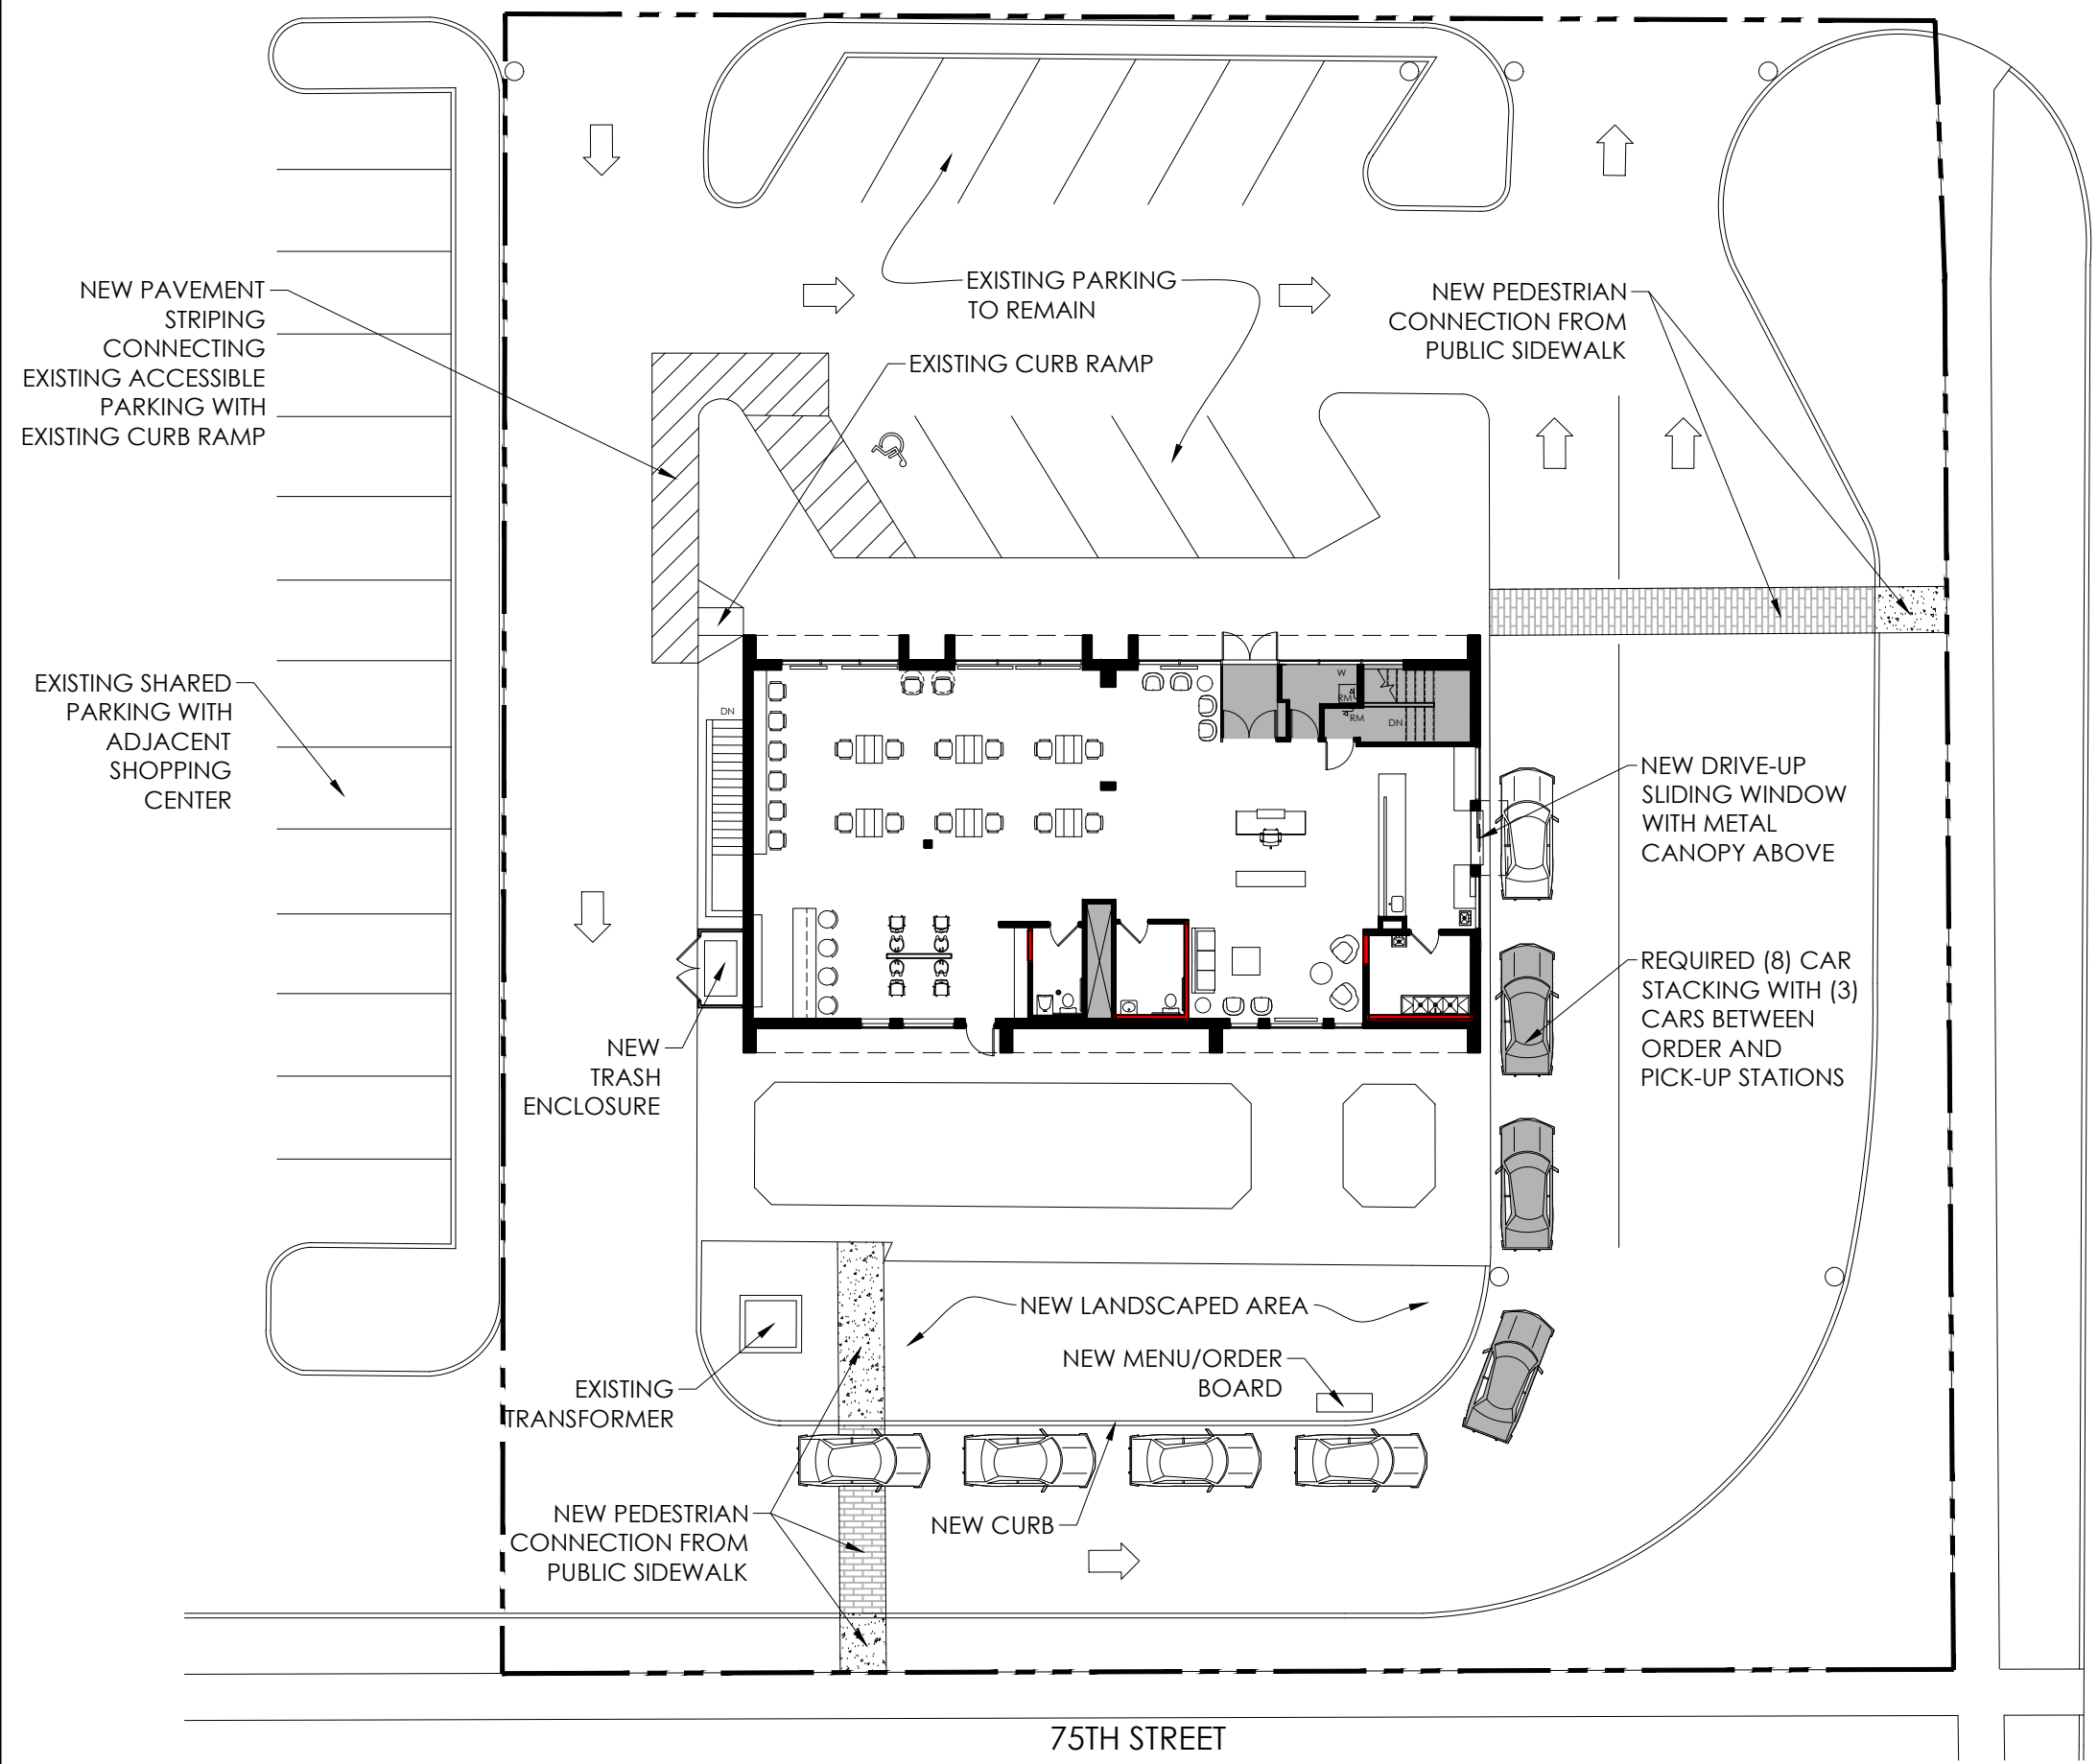 NEW PAVEMENT
STRIPING
CONNECTING
EXISTING ACCESSIBLE
PARKING WITH
EXISTING CURB RAMP
EXISTING PARKING
TO REMAIN
EXISTING CURB RAMP
NEW PEDESTRIAN
CONNECTION FROM
PUBLIC SIDEWALK
EXISTING SHARED
PARKING WITH
ADJACENT
SHOPPING
CENTER
DN
W
RM
RM
DN
NEW DRIVE-UP
SLIDING WINDOW
WITH METAL
CANOPY ABOVE
REQUIRED (8) CAR
STACKING WITH (3)
CARS BETWEEN
ORDER AND
PICK-UP STATIONS
NEW
TRASH
ENCLOSURE
NEW LANDSCAPED AREA
NEW MENU/ORDER
BOARD
EXISTING
TRANSFORMER
NEW PEDESTRIAN
CONNECTION FROM
PUBLIC SIDEWALK
NEW CURB
75TH STREET